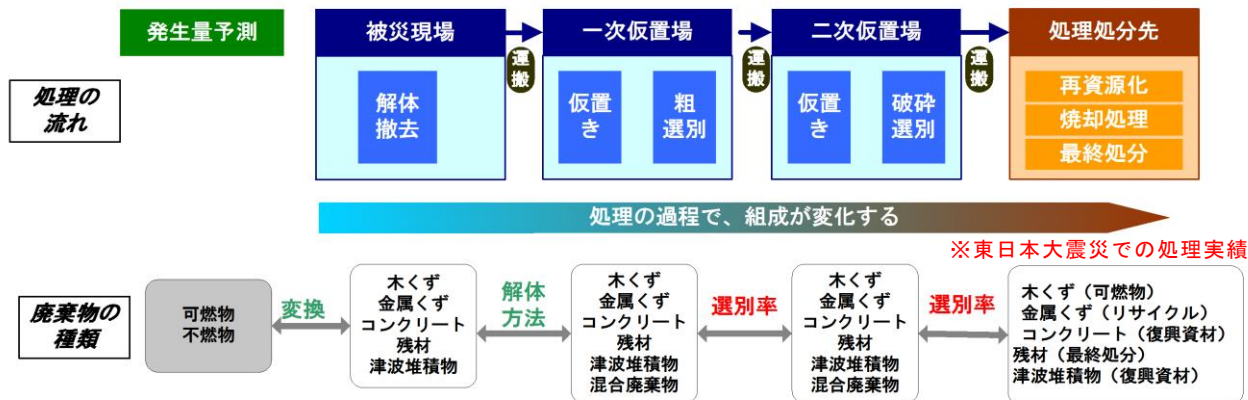 発生量予測
被災現場
一次仮置場
二次仮置場
処理処分先
運搬
運搬
運搬
処理の
流れ
解体
撤去
仮置
き
粗
選別
仮置
き
破砕
選別
再資源化
焼却処理
最終処分
処理の過程で、組成が変化する
※東日本大震災での処理実績
廃棄物の
種類
可燃物
不燃物
変換
木くず
金属くず
コンクリート
残材
津波堆積物
解体
方法
木くず
金属くず
コンクリート
残材
津波堆積物
混合廃棄物
選別率
木くず
金属くず
コンクリート
残材
津波堆積物
混合廃棄物
選別率
木くず（可燃物）
金属くず（リサイクル）
コンクリート（復興資材）
残材（最終処分）
津波堆積物（復興資材）